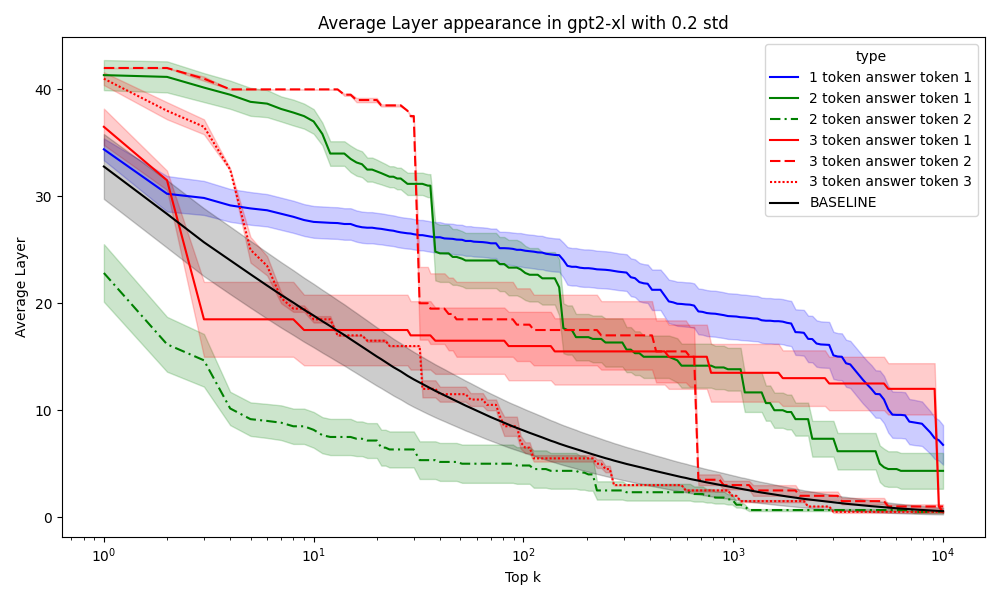 Average Layer appearance in gpt2-xl with 0.2 std
type
1 token answer token 1
2 token answer token 1
2 token answer token 2
3 token answer token 1
3 token answer token 2
3 token answer token 3
BASELINE
Average Layer
40
30
20
10
0
10⁰ 10¹ 10² 10³ 10⁴
Top k